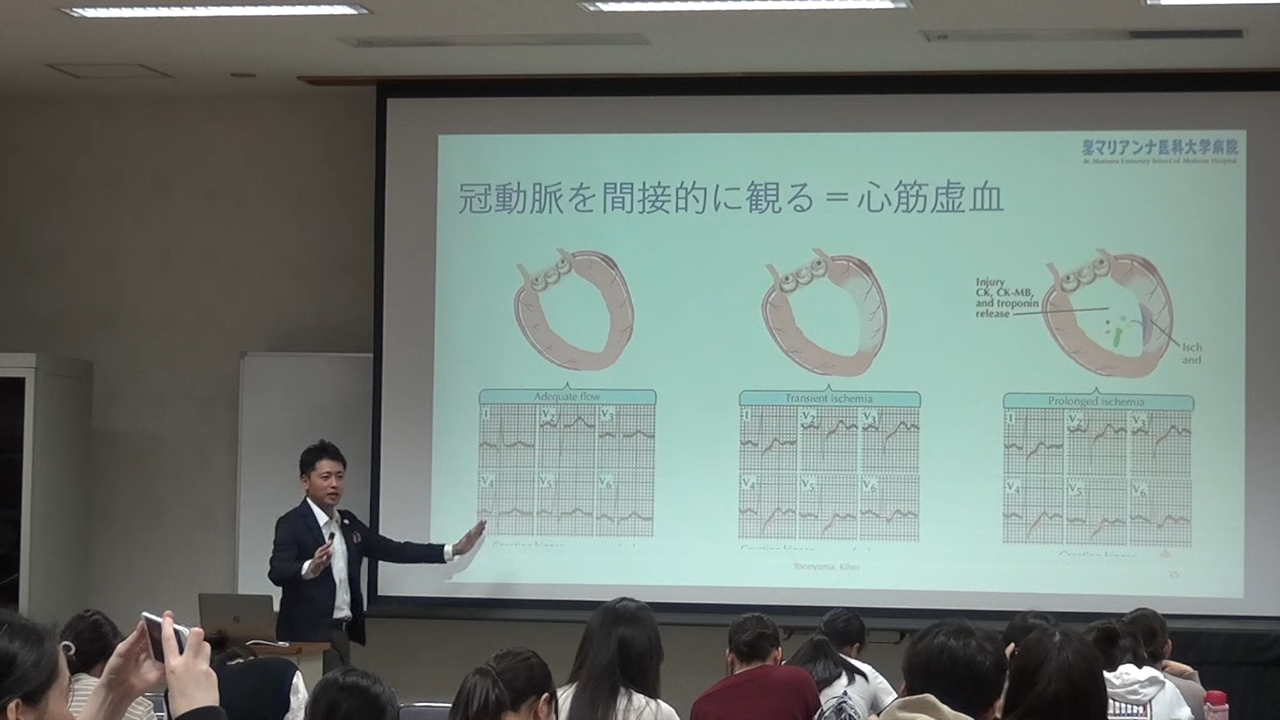 聖マリアンナ医科大学病院
St. Marianna University School of Medicine Hospital
冠動脈を間接的に観る＝心筋虚血
Injury
CK, CK-MB,
and troponin
release
Isch
and
Adequate flow
I V2 V3
V4 V5 V6
Transient ischemia
I V2 V3
V4 V5 V6
Prolonged ischemia
I V2 V3
V4 V5 V6
Yoneyama, Kihei
15